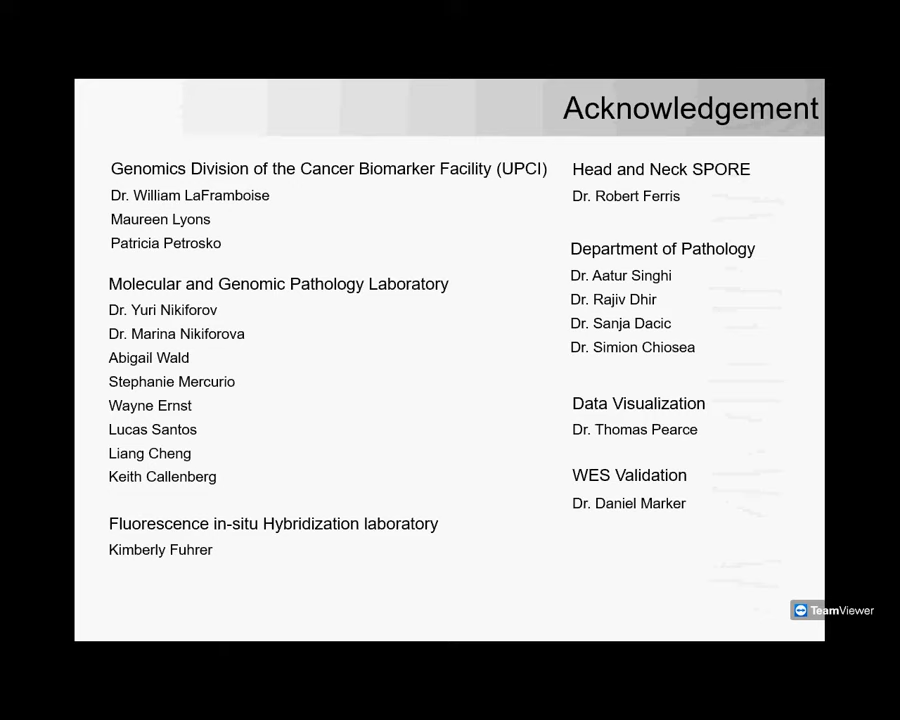 Acknowledgement
Genomics Division of the Cancer Biomarker Facility (UPCI)
Dr. William LaFramboise
Maureen Lyons
Patricia Petrosko
Molecular and Genomic Pathology Laboratory
Dr. Yuri Nikiforov
Dr. Marina Nikiforova
Abigail Wald
Stephanie Mercurio
Wayne Ernst
Lucas Santos
Liang Cheng
Keith Callenberg
Fluorescence in-situ Hybridization laboratory
Kimberly Fuhrer
Head and Neck SPORE
Dr. Robert Ferris
Department of Pathology
Dr. Aatur Singhi
Dr. Rajiv Dhir
Dr. Sanja Dacic
Dr. Simion Chiosea
Data Visualization
Dr. Thomas Pearce
WES Validation
Dr. Daniel Marker
TeamViewer